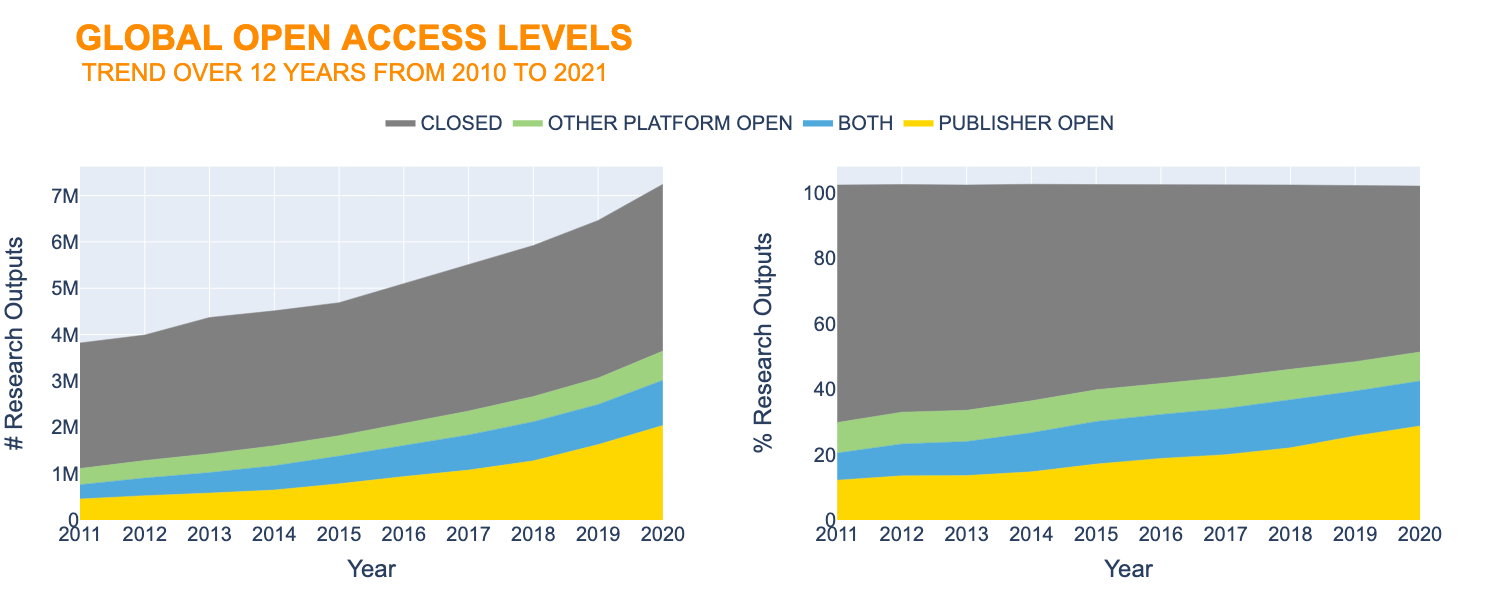 GLOBAL OPEN ACCESS LEVELS
TREND OVER 12 YEARS FROM 2010 TO 2021
CLOSED OTHER PLATFORM OPEN BOTH PUBLISHER OPEN
# Research Outputs
7M
6M
5M
4M
3M
2M
1M
0
2011 2012 2013 2014 2015 2016 2017 2018 2019 2020
Year
% Research Outputs
100
80
60
40
20
0
2011 2012 2013 2014 2015 2016 2017 2018 2019 2020
Year